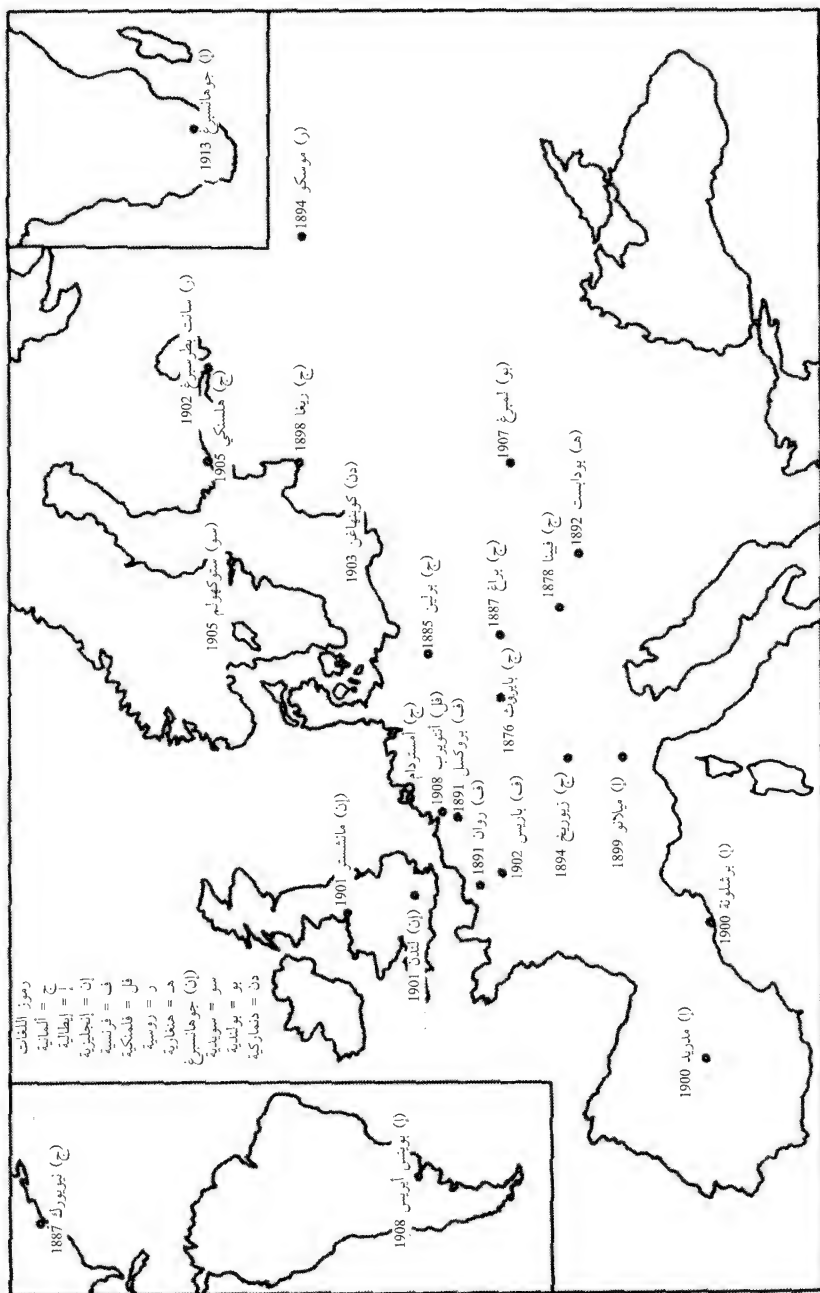 رموز اللغات
ج = ألمانية
إ = إيطالية
إن = إنجليزية
ف = فرنسية
فل = فلمنكية
ر = روسية
هـ = هنغارية
(إن) جوهانسبرغ
سو = سويدية
بو = بولندية
دن = دنماركية
(ج) نيويورك 1887
(إ) بوينس أيريس 1908
(إ) جوهانسبرغ
1913
(ر) موسكو 1894
(ر) سانت بطرسبرغ 1902
(ج) هلسنكي 1905
(ج) ريغا 1898
(سو) ستوكهولم 1905
(دن) كوبنهاغن 1903
(بو) لمبرغ 1907
(هـ) بودابست 1892
(ج) فيينا 1878
(ج) براغ 1887
(ج) برلين 1885
(ج) بايروث 1876
(ج) أمستردام
(فل) أنتويرب 1908
(ف) بروكسل 1891
(ف) روان 1891
(ف) باريس 1902
(ج) زيوريخ 1894
(إ) ميلانو 1899
(إن) مانشستر 1901
(إن) لندن 1901
(إ) برشلونة 1900
(إ) مدريد 1900